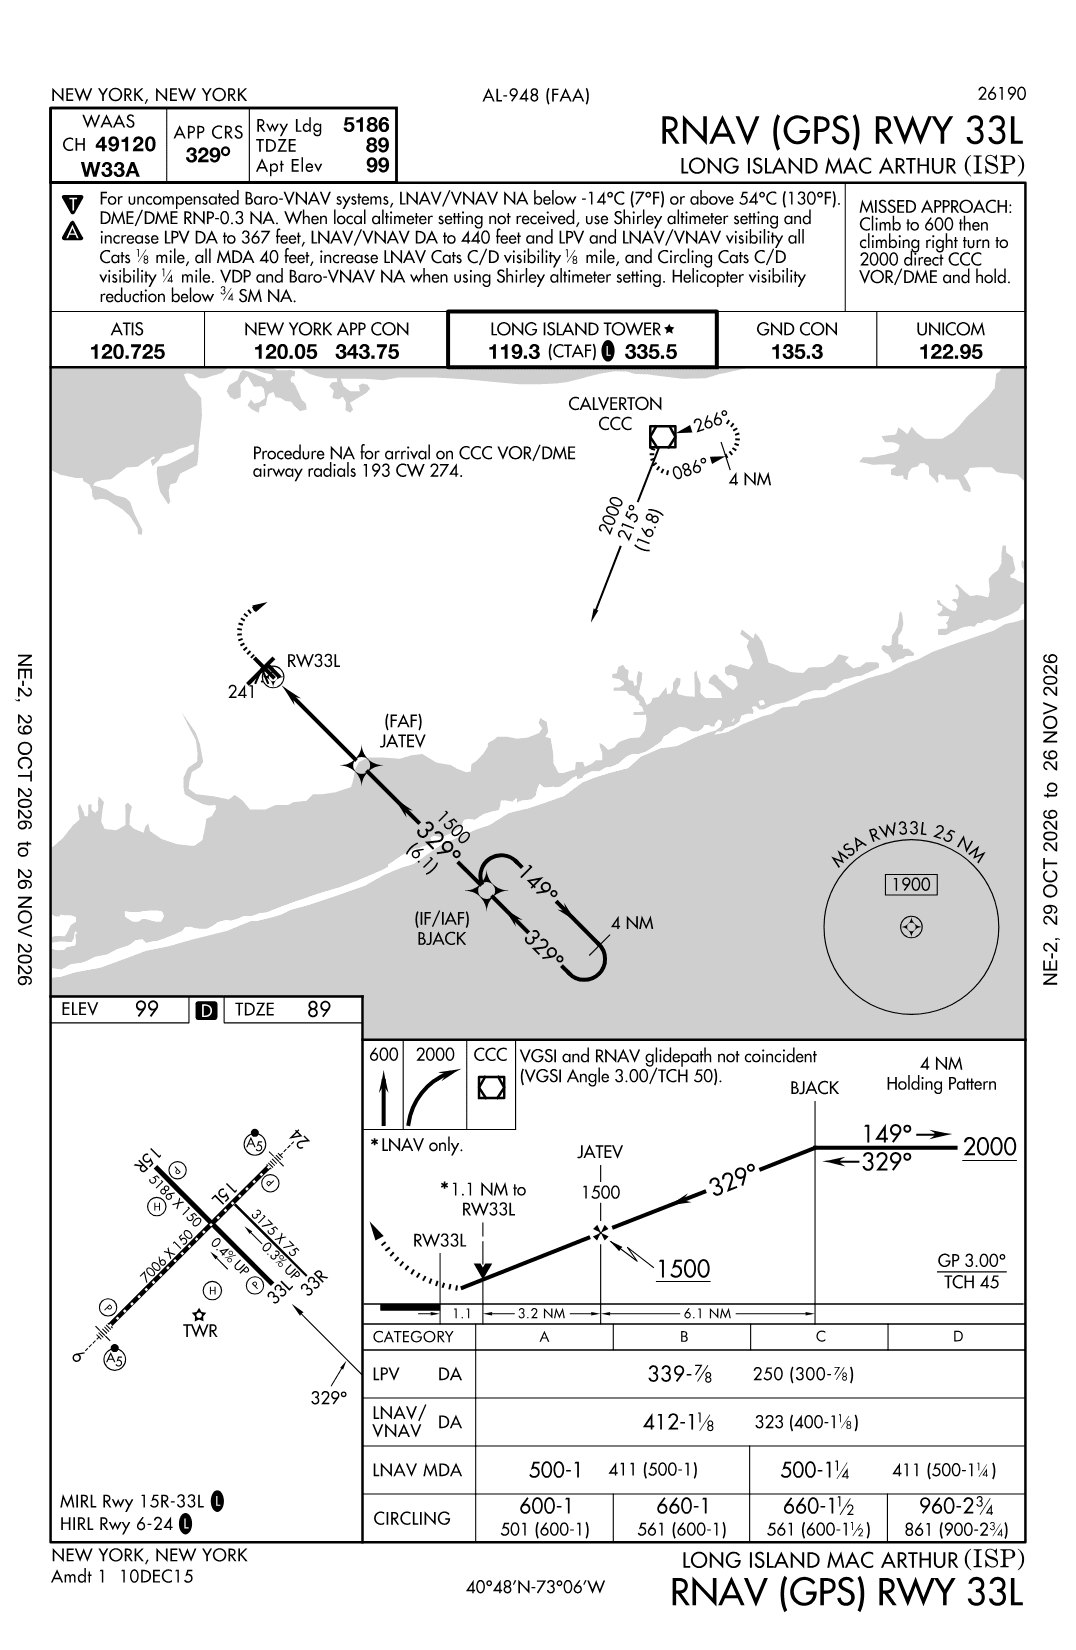 NEW YORK, NEW YORK
AL-948 (FAA)
26190
WAAS
CH 49120
W33A
APP CRS
329°
Rwy Ldg 5186
TDZE 89
Apt Elev 99
RNAV (GPS) RWY 33L
LONG ISLAND MAC ARTHUR (ISP)
T
A
For uncompensated Baro-VNAV systems, LNAV/VNAV NA below -14°C (7°F) or above 54°C (130°F).
DME/DME RNP-0.3 NA. When local altimeter setting not received, use Shirley altimeter setting and
increase LPV DA to 367 feet, LNAV/VNAV DA to 440 feet and LPV and LNAV/VNAV visibility all
Cats ⅛ mile, all MDA 40 feet, increase LNAV Cats C/D visibility ⅛ mile, and Circling Cats C/D
visibility ¼ mile. VDP and Baro-VNAV NA when using Shirley altimeter setting. Helicopter visibility
reduction below ¾ SM NA.
MISSED APPROACH:
Climb to 600 then
climbing right turn to
2000 direct CCC
VOR/DME and hold.
ATIS
120.725
NEW YORK APP CON
120.05 343.75
LONG ISLAND TOWER★
119.3 (CTAF) L 335.5
GND CON
135.3
UNICOM
122.95
CALVERTON
CCC
266°
086°
4 NM
Procedure NA for arrival on CCC VOR/DME
airway radials 193 CW 274.
2000
215°
(16.8)
RW33L
241
(FAF)
JATEV
1500
329°
(6.1)
149°
329°
4 NM
(IF/IAF)
BJACK
MSA RW33L 25 NM
1900
NE-2, 29 OCT 2026 to 26 NOV 2026
NE-2, 29 OCT 2026 to 26 NOV 2026
ELEV 99
D
TDZE 89
24
A5
15R
P
5186 X 150
H
15L
P
3175 X 75
0.3% UP
0.4% UP
7006 X 150
P
33R
33L
H
P
TWR
A5
6
329°
MIRL Rwy 15R-33L L
HIRL Rwy 6-24 L
600
2000
CCC
VGSI and RNAV glidepath not coincident
(VGSI Angle 3.00/TCH 50).
4 NM
Holding Pattern
BJACK
149°
329°
2000
*LNAV only.
JATEV
1500
329°
*1.1 NM to
RW33L
RW33L
1500
GP 3.00°
TCH 45
1.1
3.2 NM
6.1 NM
CATEGORY A B C D
LPV DA 339-⅞ 250 (300-⅞)
LNAV/
VNAV DA 412-1⅛ 323 (400-1⅛)
LNAV MDA 500-1 411 (500-1) 500-1¼ 411 (500-1¼)
CIRCLING
600-1 660-1 660-1½ 960-2¾
501 (600-1) 561 (600-1) 561 (600-1½) 861 (900-2¾)
NEW YORK, NEW YORK
Amdt 1 10DEC15
40°48'N-73°06'W
LONG ISLAND MAC ARTHUR (ISP)
RNAV (GPS) RWY 33L